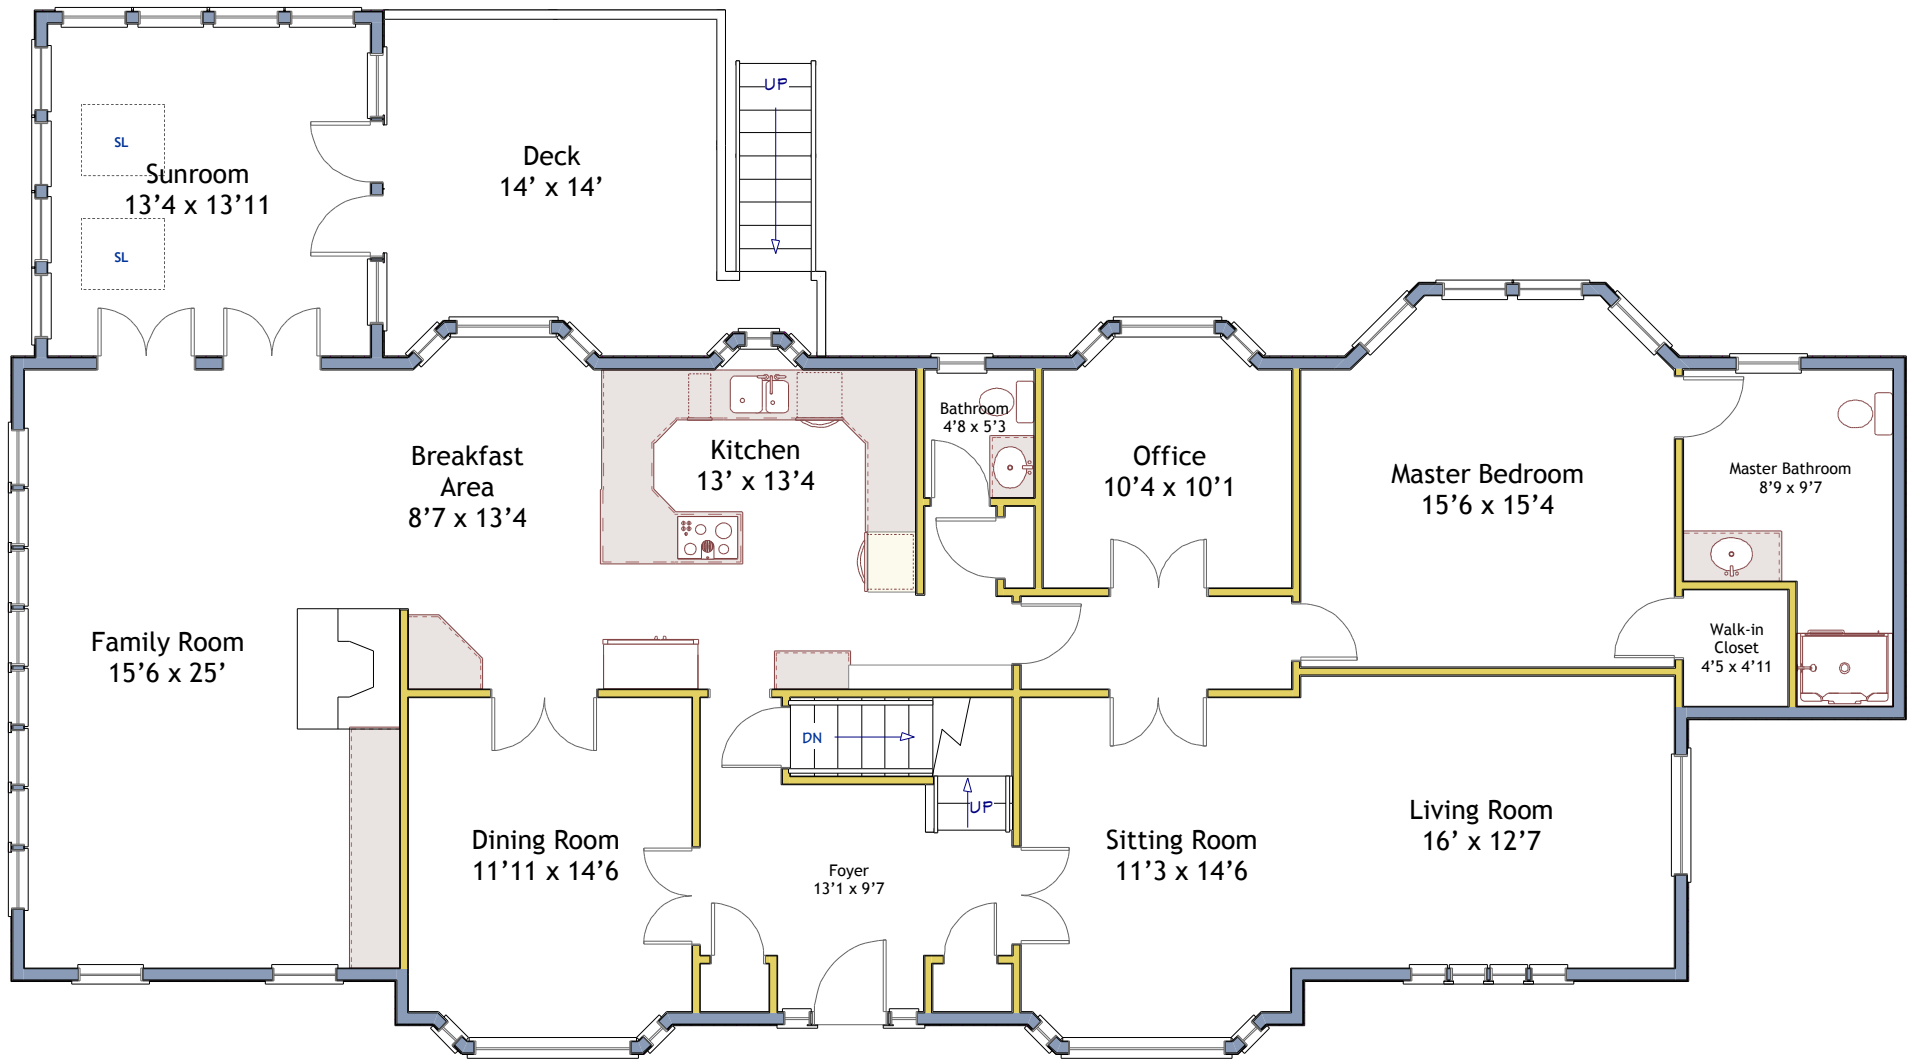 UP
SL
Sunroom
13’4 x 13’11
SL
Deck
14’ x 14’
Breakfast
Area
8’7 x 13’4
Kitchen
13’ x 13’4
Bathroom
4’8 x 5’3
Office
10’4 x 10’1
Master Bedroom
15’6 x 15’4
Master Bathroom
8’9 x 9’7
Family Room
15’6 x 25’
Walk-in
Closet
4’5 x 4’11
DN
UP
Dining Room
11’11 x 14’6
Foyer
13’1 x 9’7
Sitting Room
11’3 x 14’6
Living Room
16’ x 12’7